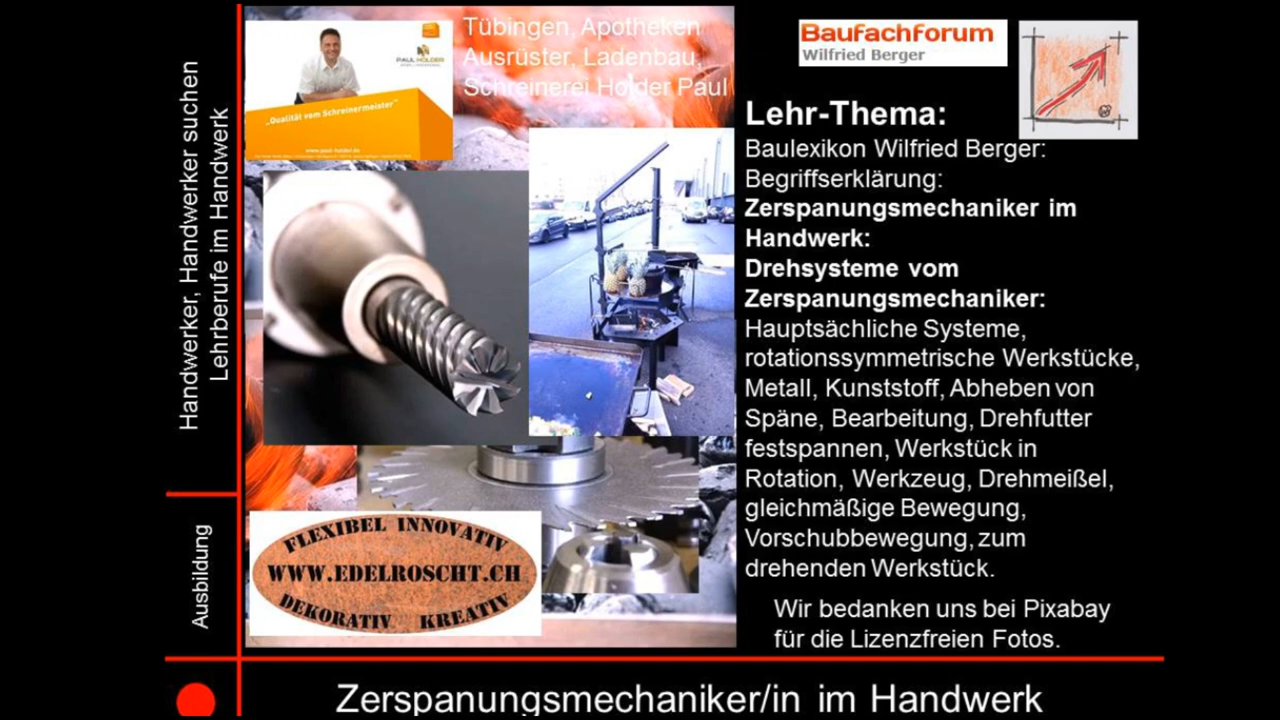 Handwerker, Handwerker suchen
Lehrberufe im Handwerk
Ausbildung
PAUL HOLDER
„Qualität vom Schreinermeister“
Tübingen, Apotheken
Ausrüster, Ladenbau,
Schreinerei Holder Paul
FLEXIBEL INNOVATIV
WWW.EDELROSCHT.CH
DEKORATIV KREATIV
Baufachforum
Wilfried Berger
Lehr-Thema:
Baulexikon Wilfried Berger:
Begriffserklärung:
Zerspanungsmechaniker im
Handwerk:
Drehsysteme vom
Zerspanungsmechaniker:
Hauptsächliche Systeme,
rotationssymmetrische Werkstücke,
Metall, Kunststoff, Abheben von
Späne, Bearbeitung, Drehfutter
festspannen, Werkstück in
Rotation, Werkzeug, Drehmeißel,
gleichmäßige Bewegung,
Vorschubbewegung, zum
drehenden Werkstück.
Wir bedanken uns bei Pixabay
für die Lizenzfreien Fotos.
Zerspanungsmechaniker/in im Handwerk